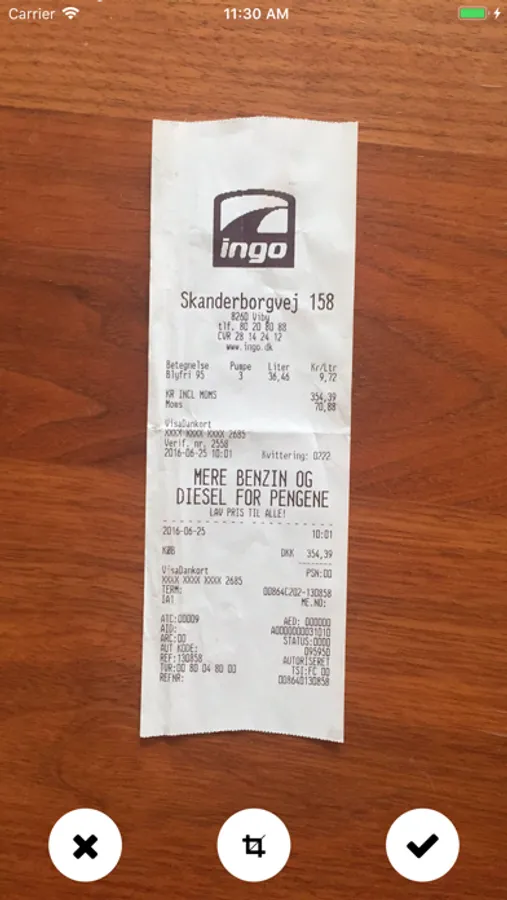 Carrier 11:30 AM
ingo
Skanderborgvej 158
8260 Viby
tlf. 80 20 80 88
CVR 28 14 24 12
www.ingo.dk
Betegnelse Pumpe Liter Kr/Ltr
Blyfri 95 3 36,46 9,72
KR INCL MOMS 354,39
Moms 70,88
VisaDankort
XXXX XXXX XXXX 2685
Verif. nr. 2558
2016-06-25 10:01 Kvittering: 0222
MERE BENZIN OG
DIESEL FOR PENGENE
LAV PRIS TIL ALLE!
2016-06-25 10:01
KØB DKK 354,39
VisaDankort PSN:00
XXXX XXXX XXXX 2685
TERM: 00864C202-130858
IA1 ME.NO:
ATC:00009 AED: 000000
AID: A0000000031010
ARC:00 STATUS:0000
AUT KODE: 095950
REF:130858 AUTORISERET
TVR:00 80 04 80 00 TSI:FC 00
REFNR: 008640130858